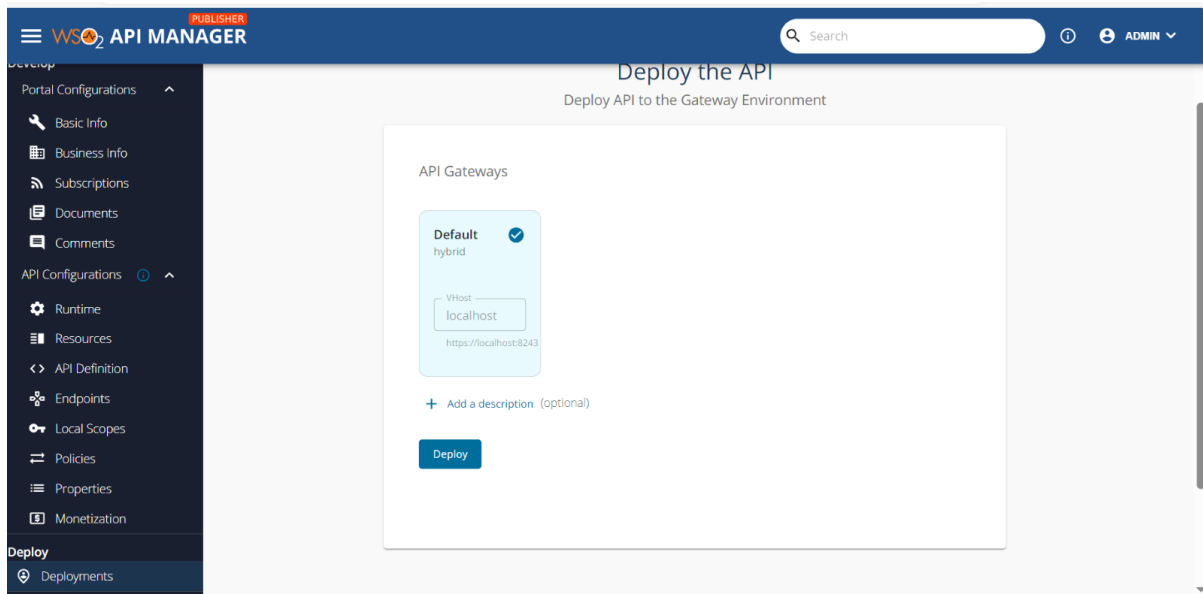 PUBLISHER
WSO2 API MANAGER
Search
ADMIN
Develop
Portal Configurations
Basic Info
Business Info
Subscriptions
Documents
Comments
API Configurations
Runtime
Resources
API Definition
Endpoints
Local Scopes
Policies
Properties
Monetization
Deploy
Deployments
Deploy the API
Deploy API to the Gateway Environment
API Gateways
Default
hybrid
VHost
localhost
https://localhost:8243
Add a description (optional)
Deploy